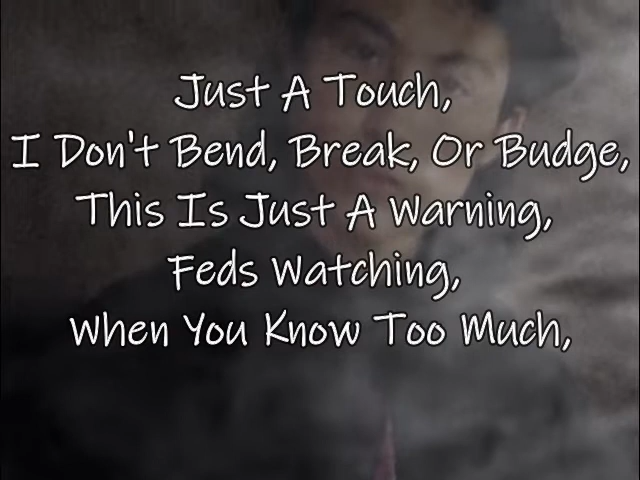 Just A Touch,
I Don't Bend, Break, Or Budge,
This Is Just A Warning,
Feds Watching,
When You Know Too Much,